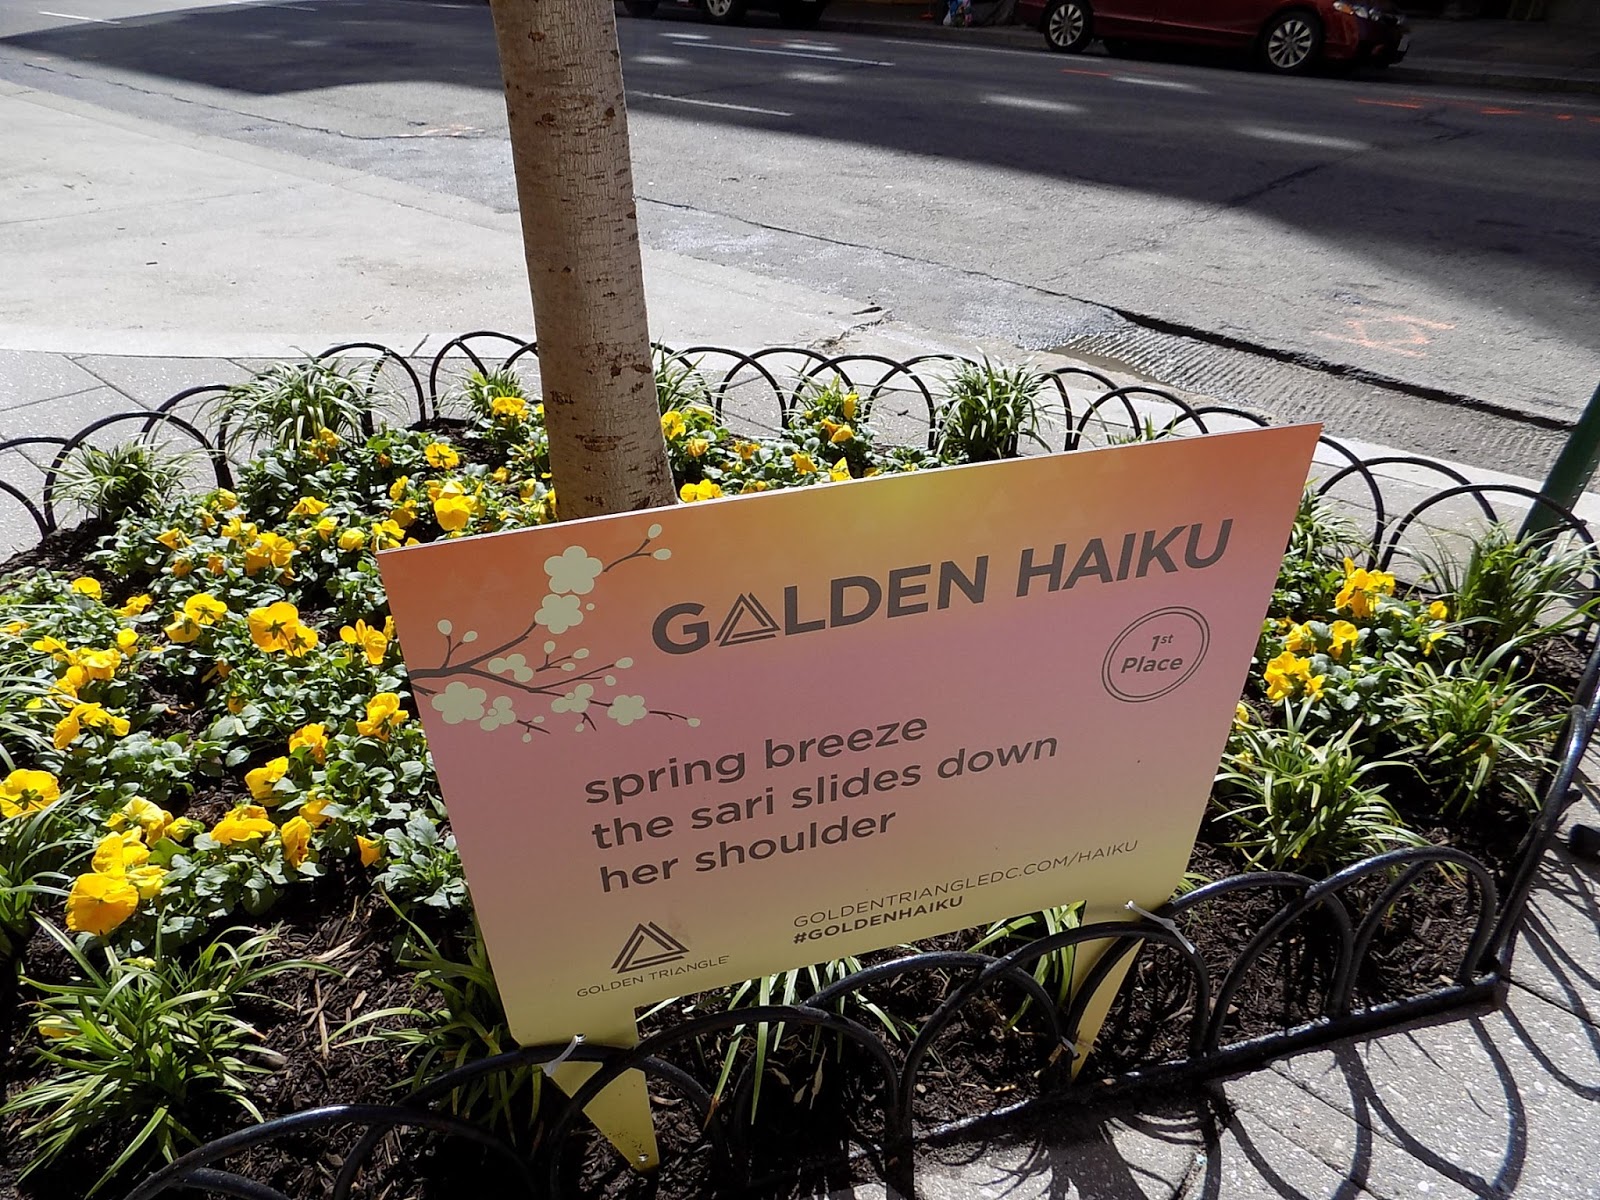 GOLDEN HAIKU
1st
Place
spring breeze
the sari slides down
her shoulder
GOLDENTRIANGLEDC.COM/HAIKU
#GOLDENHAIKU
GOLDEN TRIANGLE